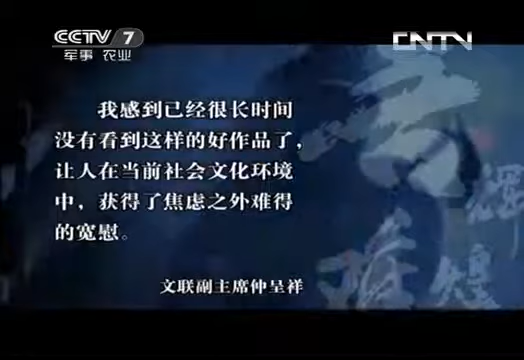 CCTV 7
军事 农业
CNTV
我感到已经很长时间
没有看到这样的好作品了，
让人在当前社会文化环境
中，获得了焦虑之外难得
的宽慰。
文联副主席仲呈祥
难
辉
煌